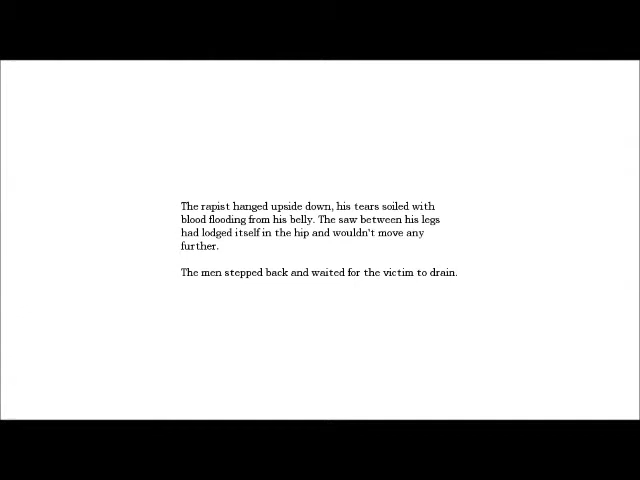 The rapist hanged upside down, his tears soiled with
blood flooding from his belly. The saw between his legs
had lodged itself in the hip and wouldn't move any
further.
The men stepped back and waited for the victim to drain.